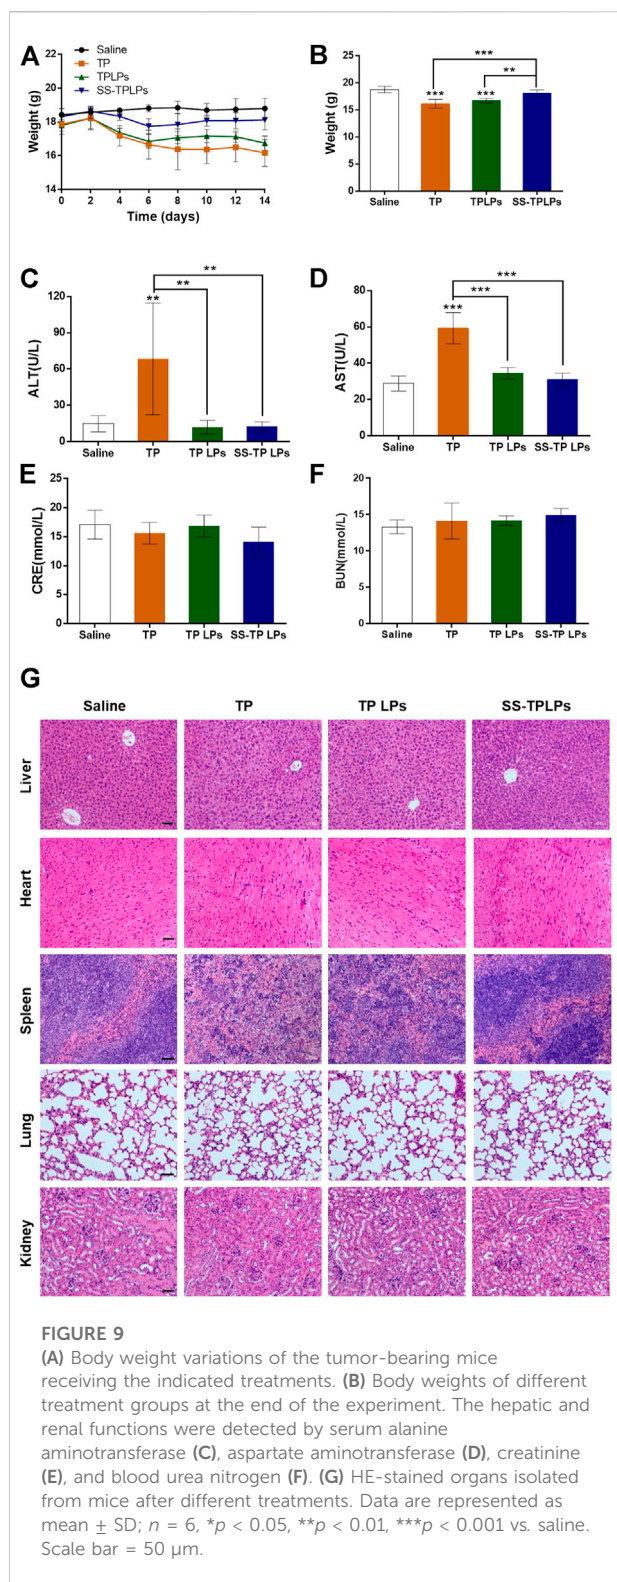 A
Saline
TP
TPLPs
SS-TPLPs
Weight (g)
22
20
18
16
14
0 2 4 6 8 10 12 14
Time (days)
B
***
**
*** ***
Weight (g)
25
20
15
10
5
0
Saline TP TPLPs SS-TPLPs
C
**
**
**
ALT(U/L)
120
90
60
30
0
Saline TP TP LPs SS-TP LPs
D
***
***
***
AST(U/L)
80
60
40
20
0
Saline TP TP LPs SS-TP LPs
E
CRE(mmol/L)
25
20
15
10
5
0
Saline TP TP LPs SS-TP LPs
F
BUN(mmol/L)
20
15
10
5
0
Saline TP TP LPs SS-TP LPs
G
Saline TP TP LPs SS-TPLPs
Liver
Heart
Spleen
Lung
Kidney
FIGURE 9
(A) Body weight variations of the tumor-bearing mice
receiving the indicated treatments. (B) Body weights of different
treatment groups at the end of the experiment. The hepatic and
renal functions were detected by serum alanine
aminotransferase (C), aspartate aminotransferase (D), creatinine
(E), and blood urea nitrogen (F). (G) HE-stained organs isolated
from mice after different treatments. Data are represented as
mean ± SD; n = 6, *p < 0.05, **p < 0.01, ***p < 0.001 vs. saline.
Scale bar = 50 μm.